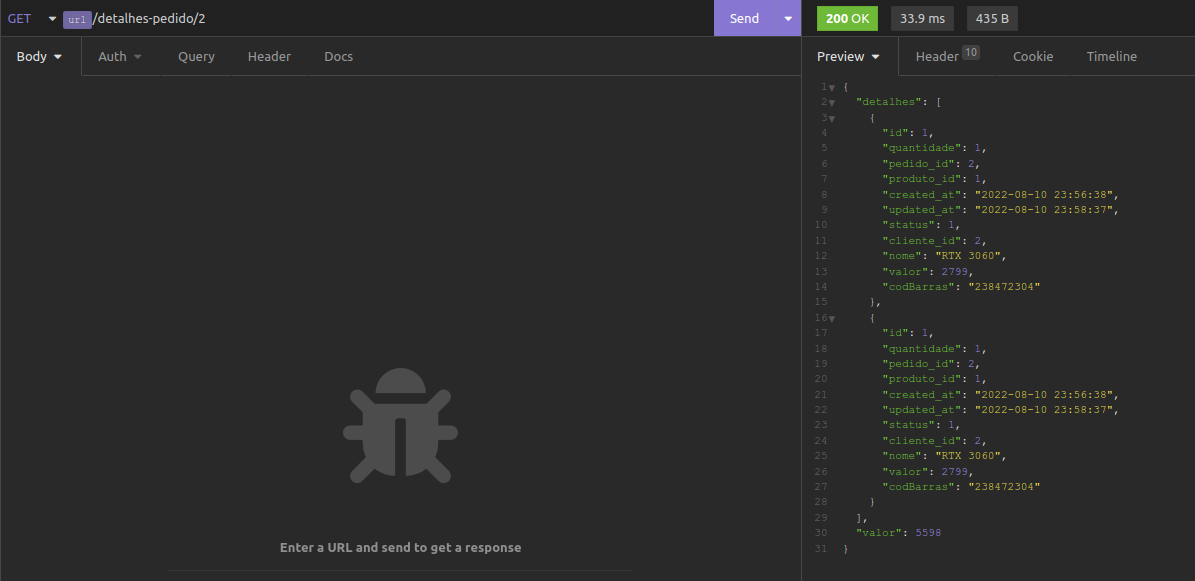 GET url/detalhes-pedido/2 Send 200 OK 33.9 ms 435 B
Body Auth Query Header Docs Preview Header 10 Cookie Timeline
1 {
2 "detalhes": [
3 {
4 "id": 1,
5 "quantidade": 1,
6 "pedido_id": 2,
7 "produto_id": 1,
8 "created_at": "2022-08-10 23:56:38",
9 "updated_at": "2022-08-10 23:58:37",
10 "status": 1,
11 "cliente_id": 2,
12 "nome": "RTX 3060",
13 "valor": 2799,
14 "codBarras": "238472304"
15 },
16 {
17 "id": 1,
18 "quantidade": 1,
19 "pedido_id": 2,
20 "produto_id": 1,
21 "created_at": "2022-08-10 23:56:38",
22 "updated_at": "2022-08-10 23:58:37",
23 "status": 1,
24 "cliente_id": 2,
25 "nome": "RTX 3060",
26 "valor": 2799,
27 "codBarras": "238472304"
28 }
29 ],
30 "valor": 5598
31 }
Enter a URL and send to get a response